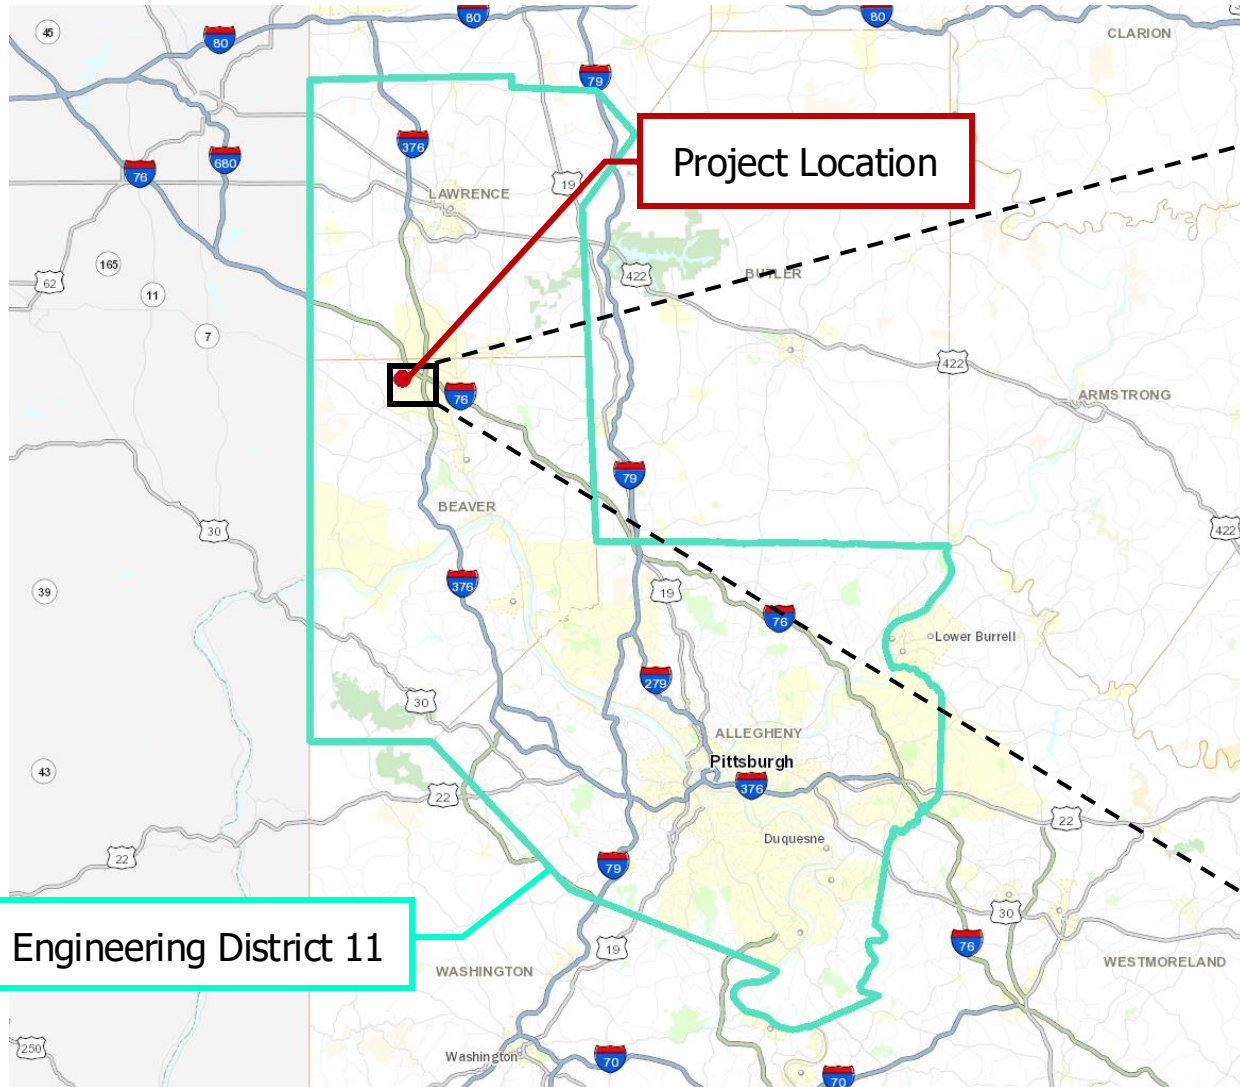 45
80
80
80
CLARION
79
376
76
680
Project Location
19
LAWRENCE
165
62
11
422
BUTLER
7
422
76
ARMSTRONG
79
BEAVER
30
422
376
39
19
76
Lower Burrell
279
30
ALLEGHENY
Pittsburgh
43
376
22
22
Duquesne
22
79
30
Engineering District 11
19
76
WASHINGTON
WESTMORELAND
250
Washington
70
70